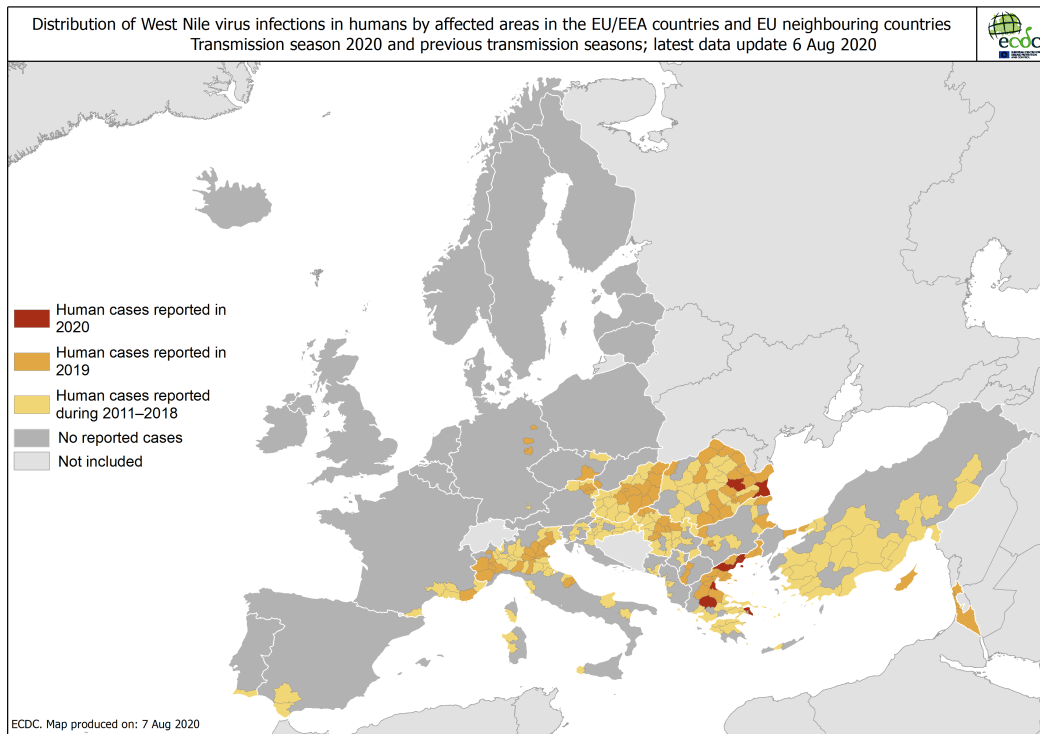 Distribution of West Nile virus infections in humans by affected areas in the EU/EEA countries and EU neighbouring countries
Transmission season 2020 and previous transmission seasons; latest data update 6 Aug 2020
ecdc
Human cases reported in
2020
Human cases reported in
2019
Human cases reported
during 2011–2018
No reported cases
Not included
ECDC. Map produced on: 7 Aug 2020